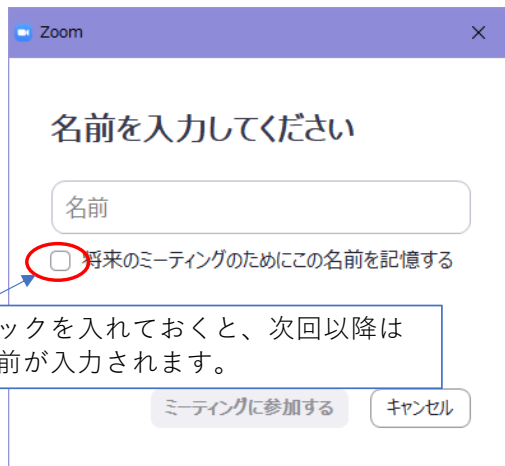 Zoom
名前を入力してください
名前
将来のミーティングのためにこの名前を記憶する
ックを入れておくと、次回以降は
前が入力されます。
ミーティングに参加する キャンセル